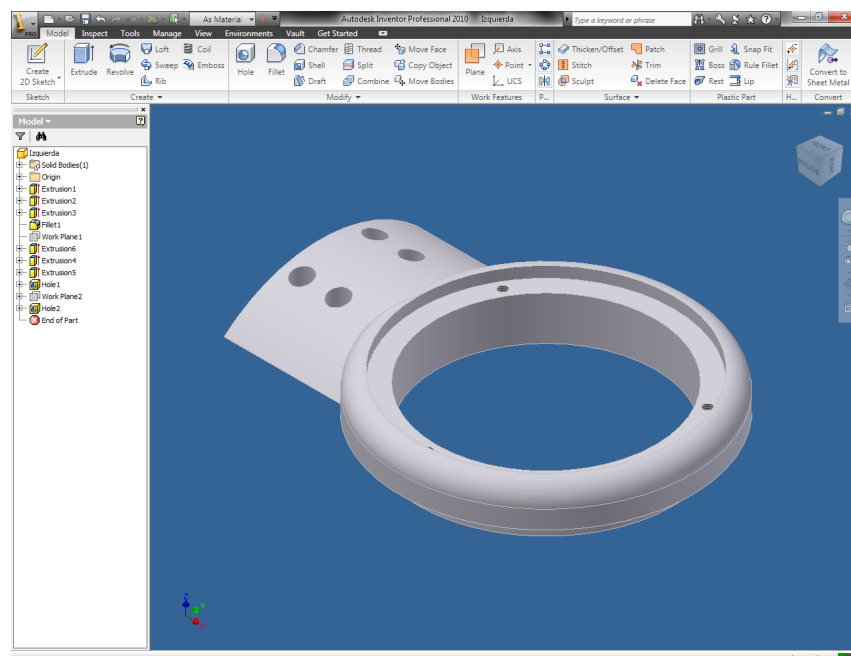 As Material
Autodesk Inventor Professional 2010 Izquierda
Type a keyword or phrase
PRO Model Inspect Tools Manage View Environments Vault Get Started
Create 2D Sketch
Extrude
Revolve
Loft
Sweep
Rib
Coil
Emboss
Hole
Fillet
Chamfer
Shell
Draft
Thread
Split
Combine
Move Face
Copy Object
Move Bodies
Plane
Axis
Point
UCS
Thicken/Offset
Stitch
Sculpt
Patch
Trim
Delete Face
Grill
Boss
Rest
Snap Fit
Rule Fillet
Lip
Convert to Sheet Metal
Sketch Create Modify Work Features P... Surface Plastic Part H... Convert
Model
Izquierda
Solid Bodies(1)
Origin
Extrusion1
Extrusion2
Extrusion3
Fillet1
Work Plane1
Extrusion6
Extrusion4
Extrusion5
Hole1
Work Plane2
Hole2
End of Part
FRONT
BOTTOM
Z
Y
X